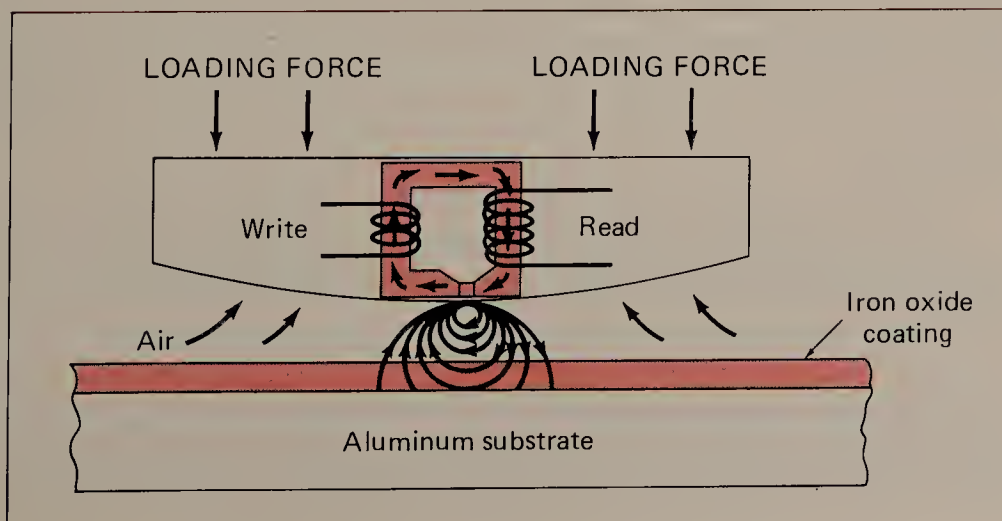 LOADING FORCE
LOADING FORCE
Write
Read
Air
Iron oxide
coating
Aluminum substrate